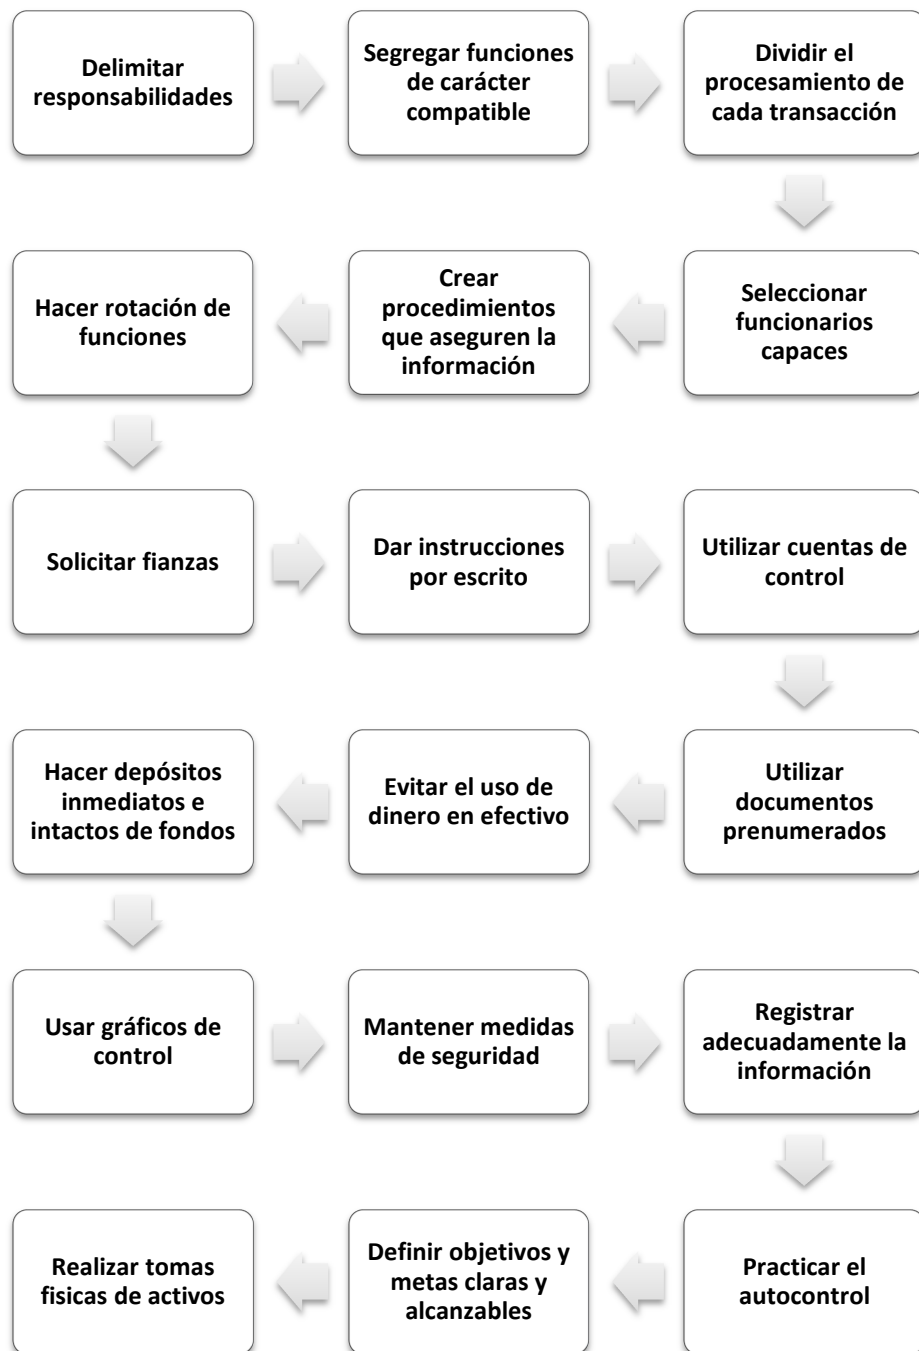 Delimitar
responsabilidades
Segregar funciones
de carácter
compatible
Dividir el
procesamiento de
cada transacción
Seleccionar
funcionarios
capaces
Crear
procedimientos
que aseguren la
información
Hacer rotación de
funciones
Solicitar fianzas
Dar instrucciones
por escrito
Utilizar cuentas de
control
Utilizar
documentos
prenumerados
Evitar el uso de
dinero en efectivo
Hacer depósitos
inmediatos e
intactos de fondos
Usar gráficos de
control
Mantener medidas
de seguridad
Registrar
adecuadamente la
información
Practicar el
autocontrol
Definir objetivos y
metas claras y
alcanzables
Realizar tomas
fisicas de activos